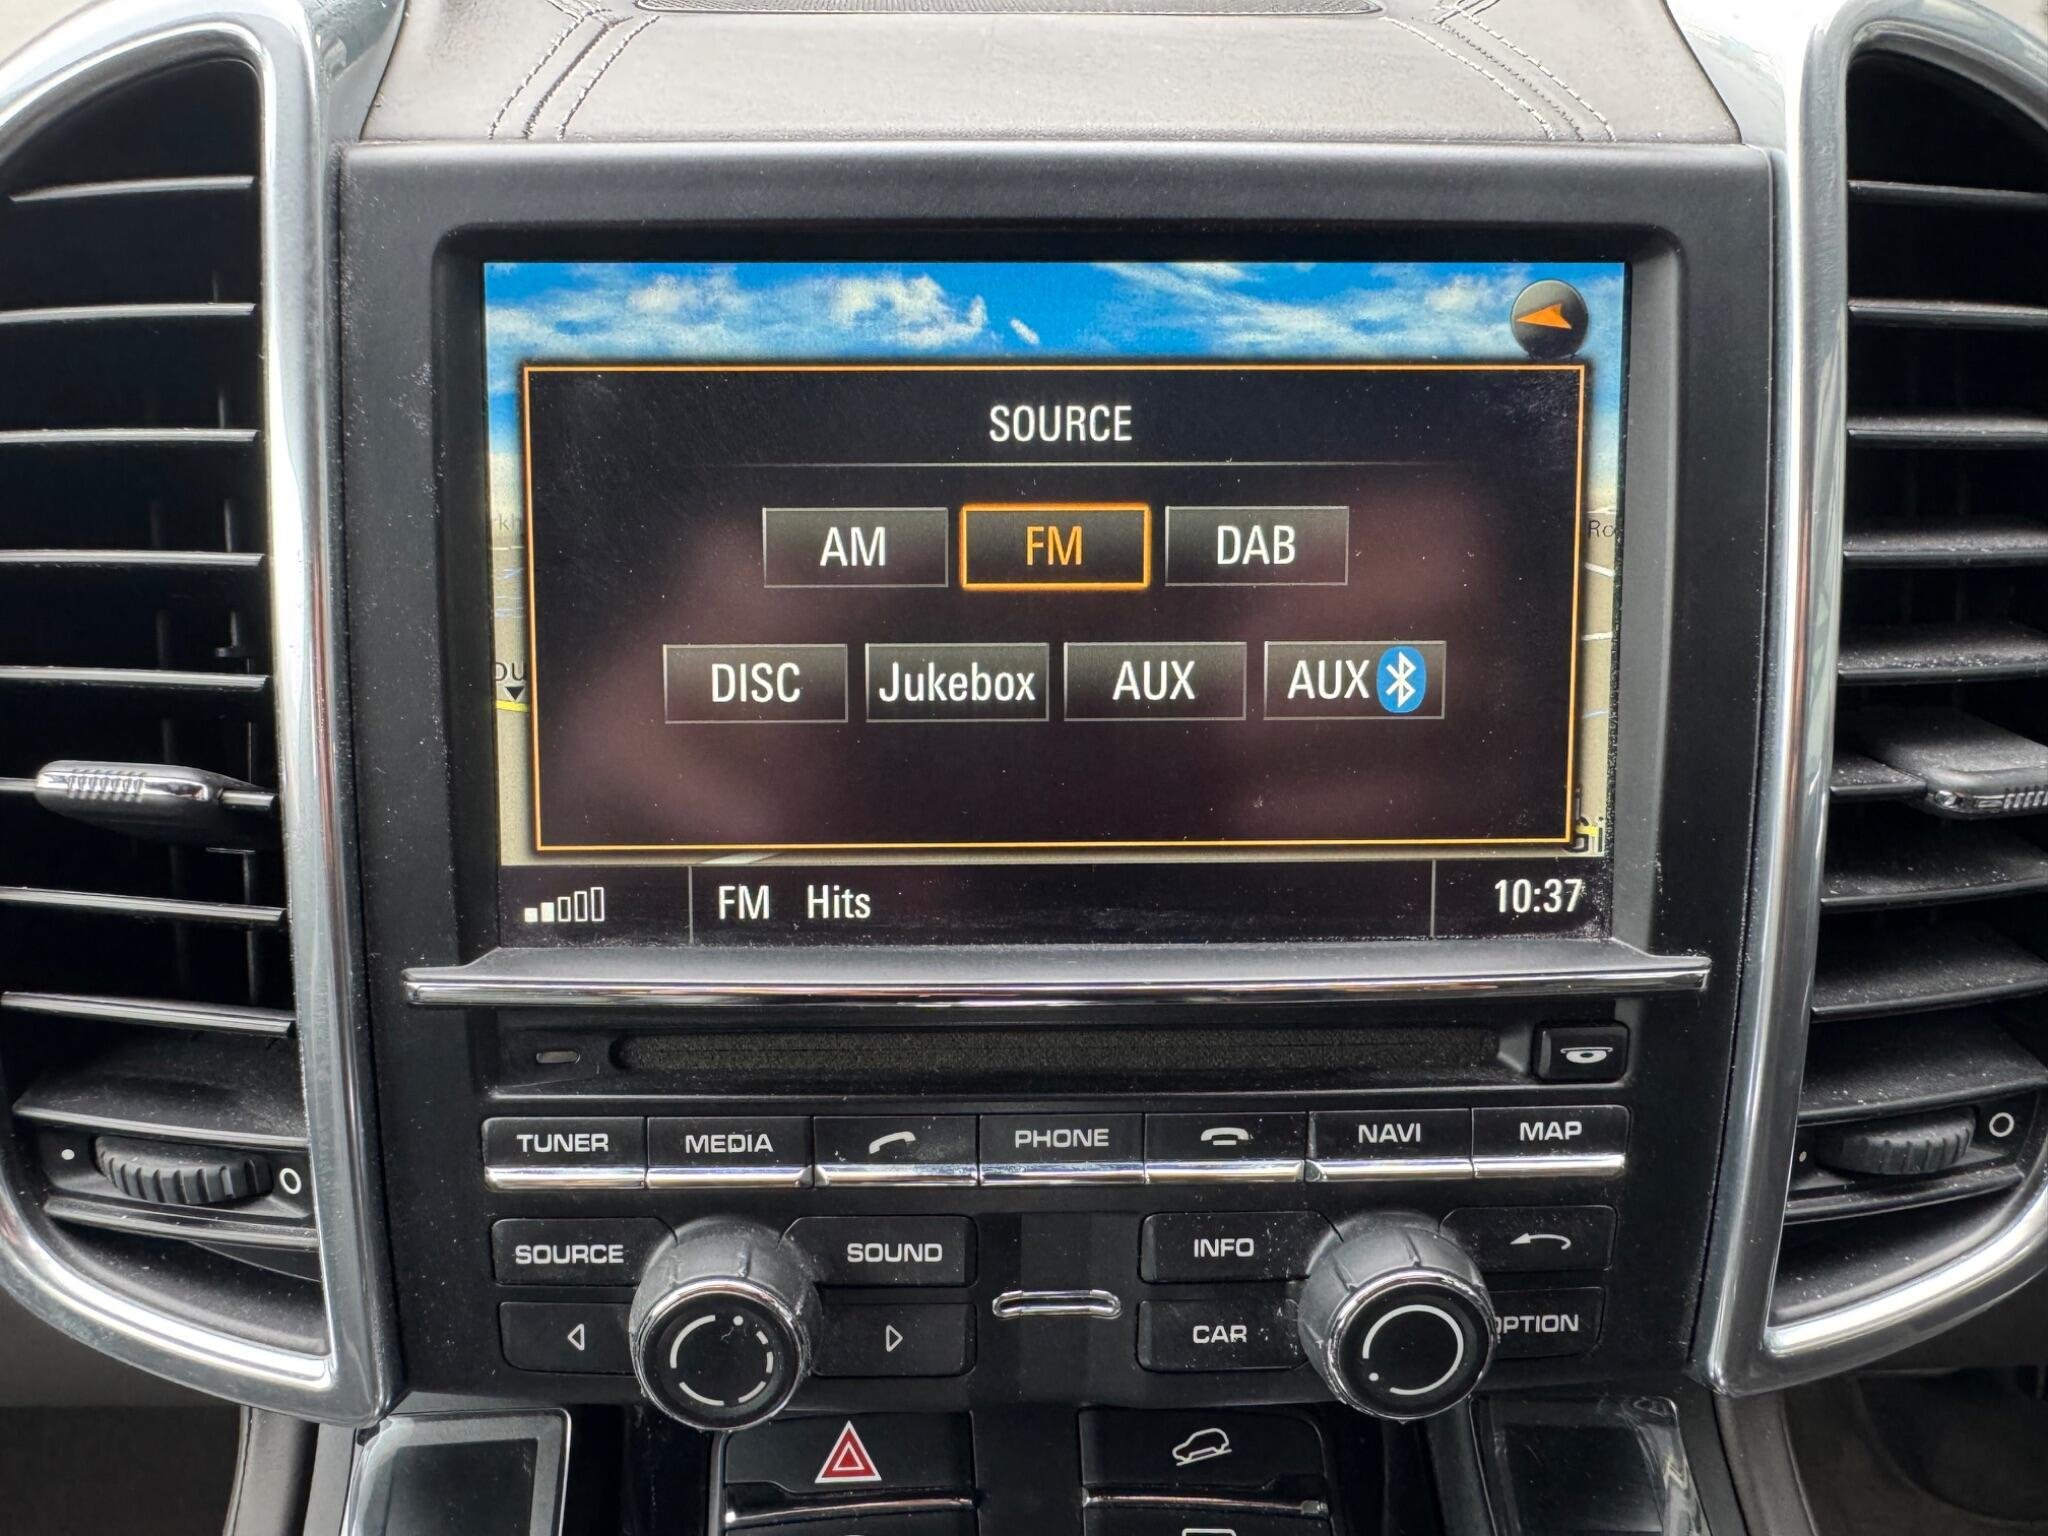 SOURCE
AM FM DAB
DISC Jukebox AUX AUX
FM Hits 10:37
TUNER MEDIA PHONE NAVI MAP
SOURCE SOUND INFO
CAR OPTION